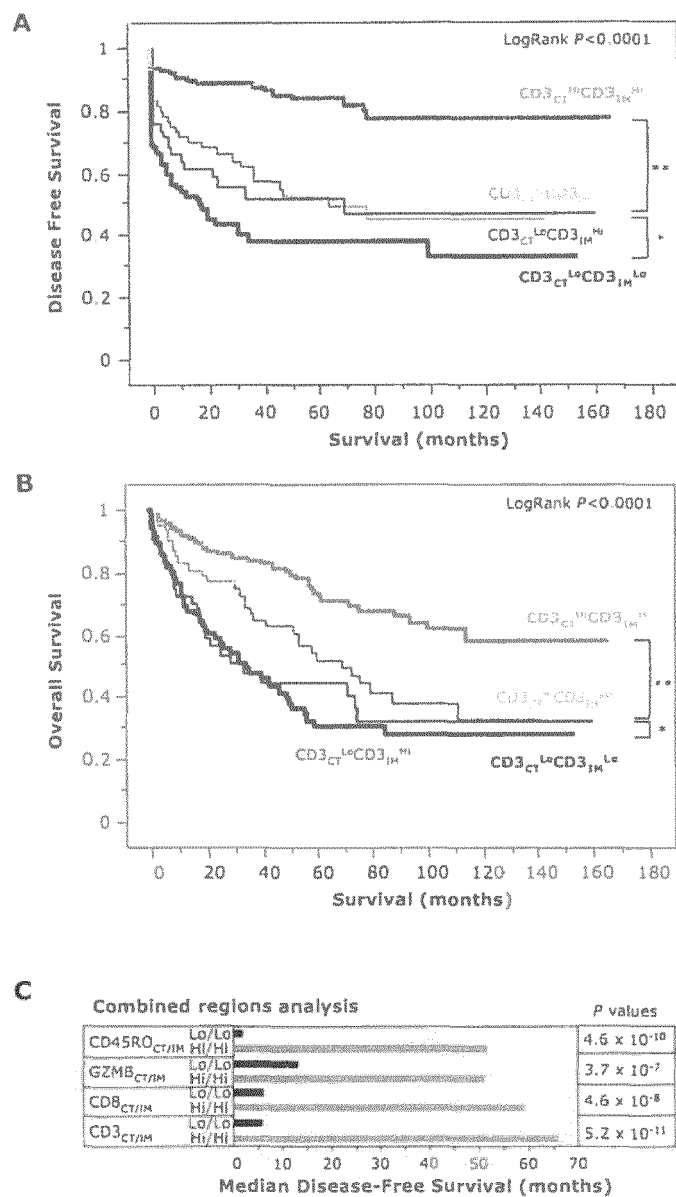 A
LogRank P<0.0001
Disease Free Survival
1
0.8
0.6
0.4
0.2
0
CD3CTHiCD3IMHi
CD3CTLoCD3IMHi
CD3CTLoCD3IMLo
**
*
0 20 40 60 80 100 120 140 160 180
Survival (months)
B
LogRank P<0.0001
Overall Survival
1
0.8
0.6
0.4
0.2
0
CD3CTHiCD3IMHi
CD3CTLoCD3IMHi
CD3CTLoCD3IMLo
**
*
0 20 40 60 80 100 120 140 160 180
Survival (months)
C
Combined regions analysis
P values
CD45ROCT/IM Lo/Lo Hi/Hi 4.6 x 10-10
GZMBCT/IM Lo/Lo Hi/Hi 3.7 x 10-7
CD8CT/IM Lo/Lo Hi/Hi 4.6 x 10-8
CD3CT/IM Lo/Lo Hi/Hi 5.2 x 10-11
0 10 20 30 40 50 60 70
Median Disease-Free Survival (months)